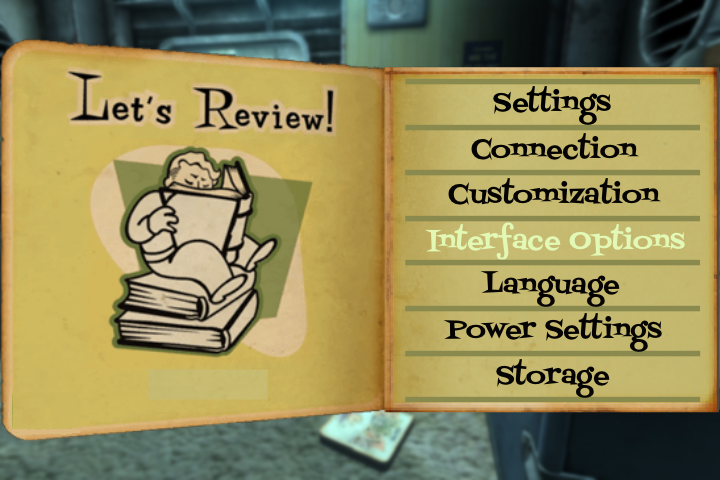 Let's Review!
Settings
Connection
Customization
Interface Options
Language
Power Settings
Storage